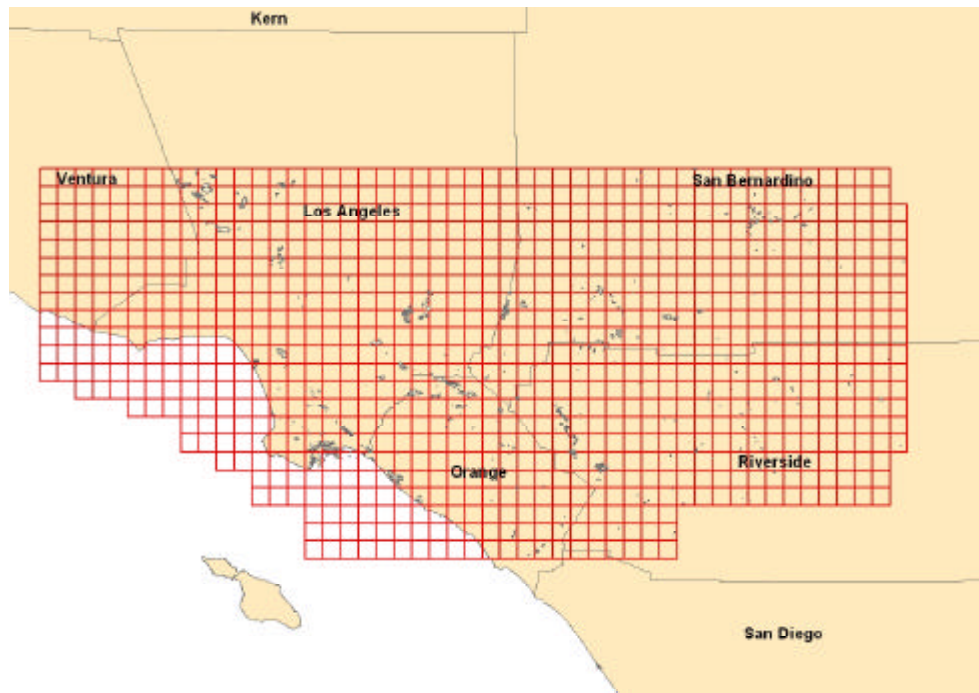 Kern
Ventura
San Bernardino
Los Angeles
Orange
Riverside
San Diego